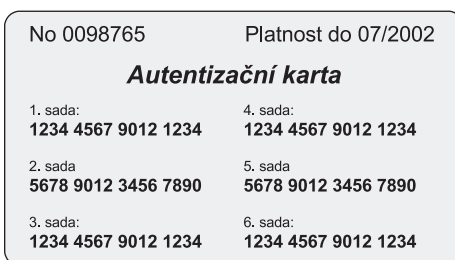 No 0098765 Platnost do 07/2002
Autentizační karta
1. sada: 4. sada:
1234 4567 9012 1234 1234 4567 9012 1234
2. sada 5. sada
5678 9012 3456 7890 5678 9012 3456 7890
3. sada: 6. sada:
1234 4567 9012 1234 1234 4567 9012 1234